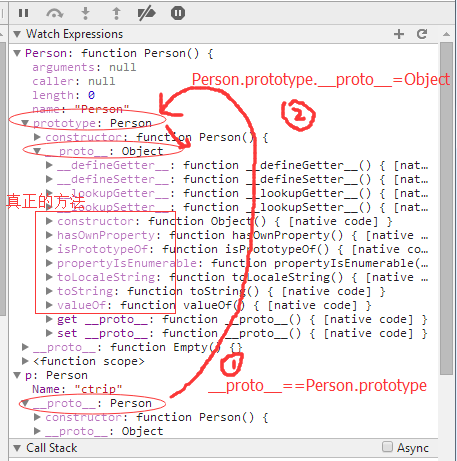 Watch Expressions
Person: function Person() {
arguments: null
caller: null
length: 0
name: "Person"
Person.prototype.__proto__=Object
prototype: Person
②
constructor: function Person() {
__proto__: Object
__defineGetter__: function __defineGetter__() { [nat…
__defineSetter__: function __defineSetter__() { [nat…
__lookupGetter__: function __lookupGetter__() { [nat…
真正的方法
__lookupSetter__: function __lookupSetter__() { [nat…
constructor: function Object() { [native code] }
hasOwnProperty: function hasOwnProperty() { [native…
isPrototypeOf: function isPrototypeOf() { [native co…
propertyIsEnumerable: function propertyIsEnumerable(…
toLocaleString: function toLocaleString() { [native…
toString: function toString() { [native code] }
valueOf: function valueOf() { [native code] }
get __proto__: function __proto__() { [native code] }
set __proto__: function __proto__() { [native code] }
__proto__: function Empty() {}
<function scope>
①
p: Person
Name: "ctrip"
__proto__==Person.prototype
__proto__: Person
constructor: function Person() {
__proto__: Object
Call Stack
Async